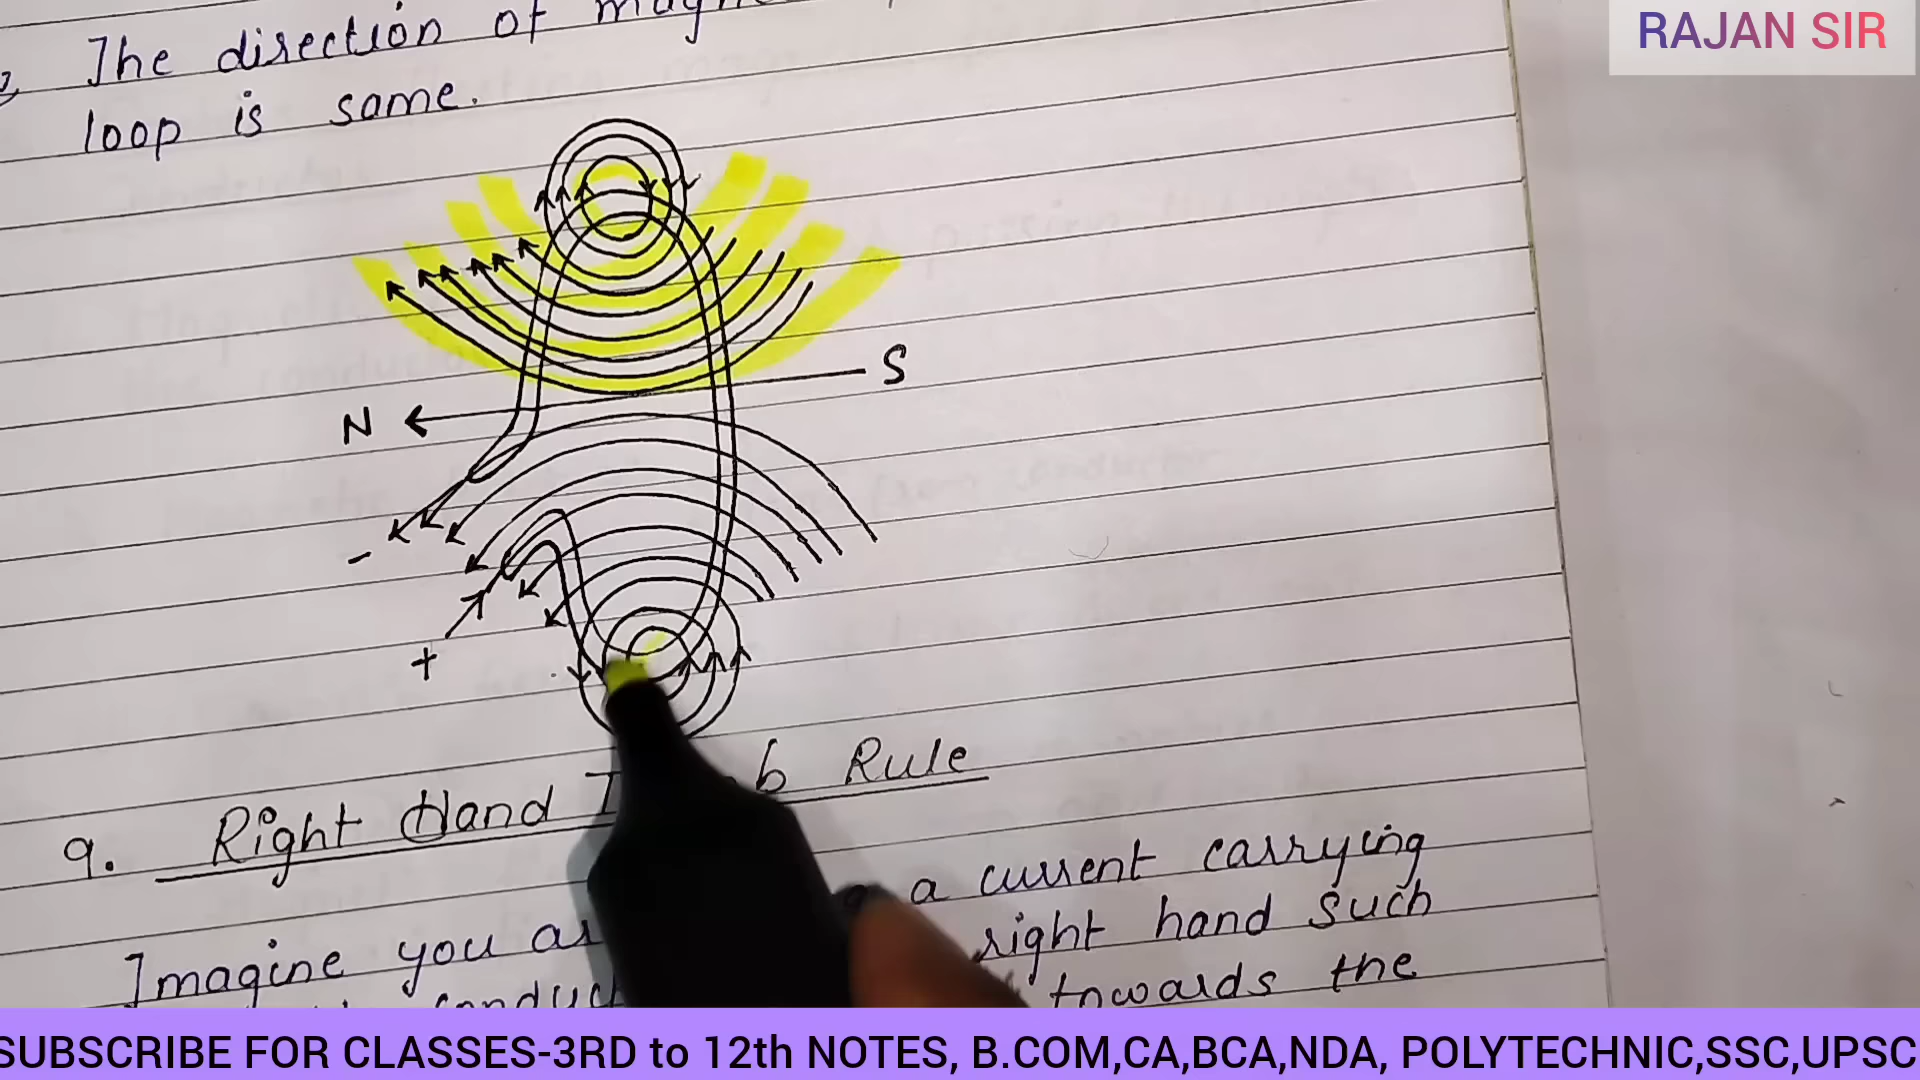 RAJAN SIR
The direction of
loop is same.
S
N
-
+
9. Right Hand Rule
Imagine you a current carrying
right hand such
towards the
SUBSCRIBE FOR CLASSES-3RD to 12th NOTES, B.COM,CA,BCA,NDA, POLYTECHNIC,SSC,UPSC